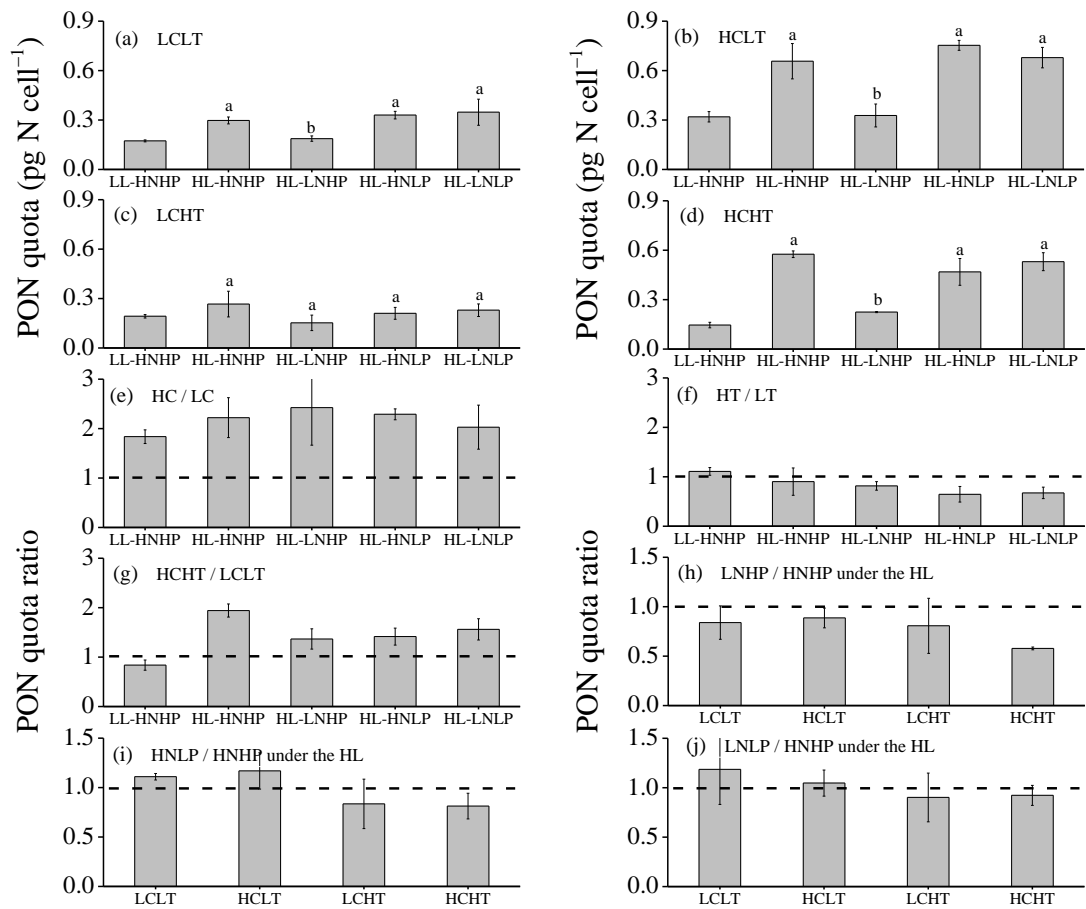 PON quota (pg N cell⁻¹)
(a) LCLT
0.9
0.6
0.3
0.0
a
b
a
a
LL-HNHP HL-HNHP HL-LNHP HL-HNLP HL-LNLP
PON quota (pg N cell⁻¹)
(b) HCLT
0.9
0.6
0.3
0.0
a
b
a
a
LL-HNHP HL-HNHP HL-LNHP HL-HNLP HL-LNLP
(c) LCHT
0.9
0.6
0.3
0.0
a
a
a
a
LL-HNHP HL-HNHP HL-LNHP HL-HNLP HL-LNLP
(d) HCHT
0.9
0.6
0.3
0.0
a
b
a
a
LL-HNHP HL-HNHP HL-LNHP HL-HNLP HL-LNLP
PON quota ratio
(e) HC / LC
3
2
1
0
LL-HNHP HL-HNHP HL-LNHP HL-HNLP HL-LNLP
PON quota ratio
(f) HT / LT
3
2
1
0
LL-HNHP HL-HNHP HL-LNHP HL-HNLP HL-LNLP
(g) HCHT / LCLT
3
2
1
0
LL-HNHP HL-HNHP HL-LNHP HL-HNLP HL-LNLP
(h) LNHP / HNHP under the HL
1.5
1.0
0.5
0.0
LCLT HCLT LCHT HCHT
(i) HNLP / HNHP under the HL
1.5
1.0
0.5
0.0
LCLT HCLT LCHT HCHT
(j) LNLP / HNHP under the HL
1.5
1.0
0.5
0.0
LCLT HCLT LCHT HCHT